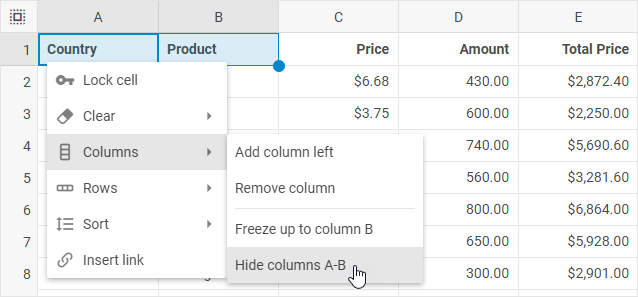 A B C D E
1 Country Product Price Amount Total Price
2 $6.68 430.00 $2,872.40
3 $3.75 600.00 $2,250.00
4 740.00 $5,690.60
5 560.00 $3,281.60
6 800.00 $6,864.00
7 650.00 $5,928.00
8 300.00 $2,901.00
Lock cell
Clear
Columns
Rows
Sort
Insert link
Add column left
Remove column
Freeze up to column B
Hide columns A-B